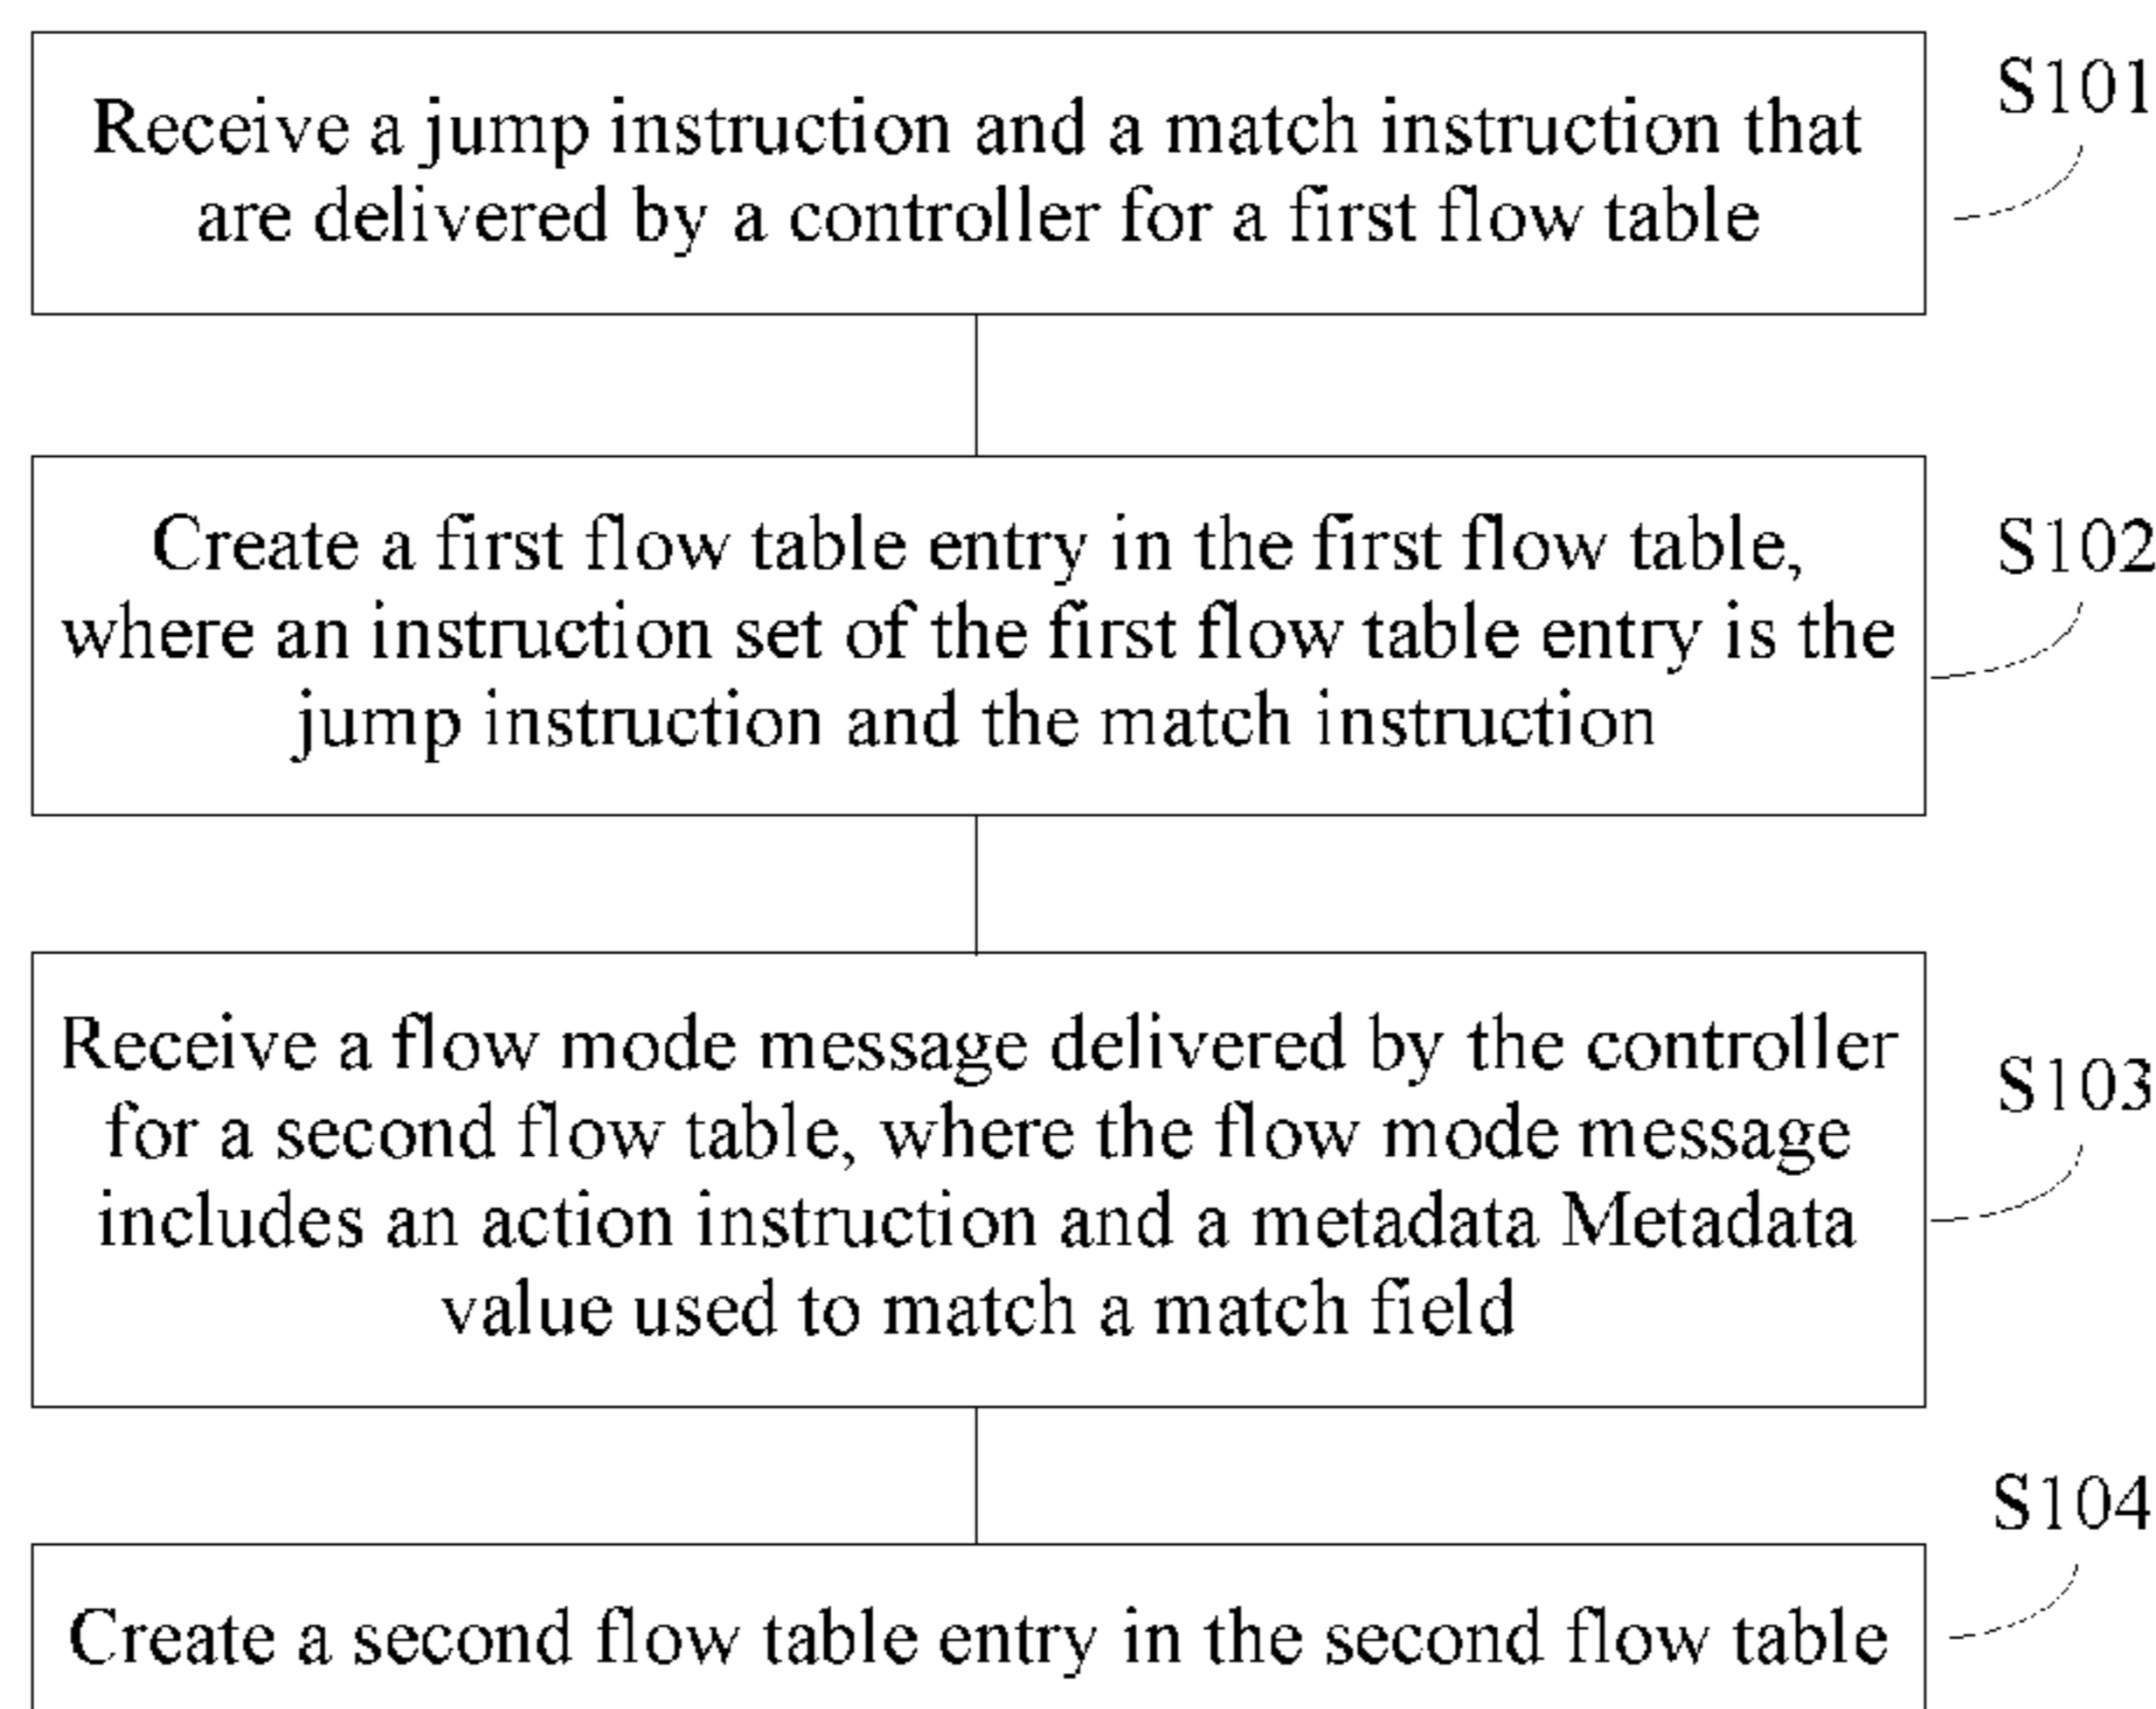 Receive a jump instruction and a match instruction that
are delivered by a controller for a first flow table
S101
Create a first flow table entry in the first flow table,
where an instruction set of the first flow table entry is the
jump instruction and the match instruction
S102
Receive a flow mode message delivered by the controller
for a second flow table, where the flow mode message
includes an action instruction and a metadata Metadata
value used to match a match field
S103
Create a second flow table entry in the second flow table
S104